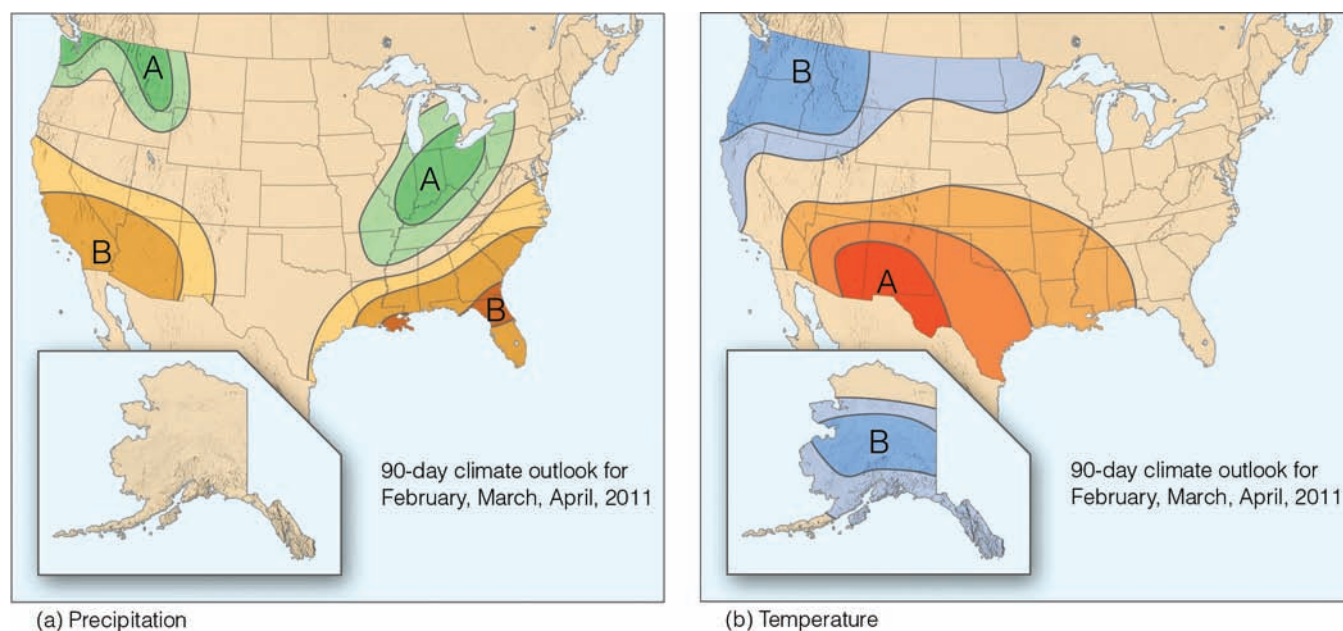 A
A
B
B
90-day climate outlook for
February, March, April, 2011
(a) Precipitation
B
A
B
90-day climate outlook for
February, March, April, 2011
(b) Temperature